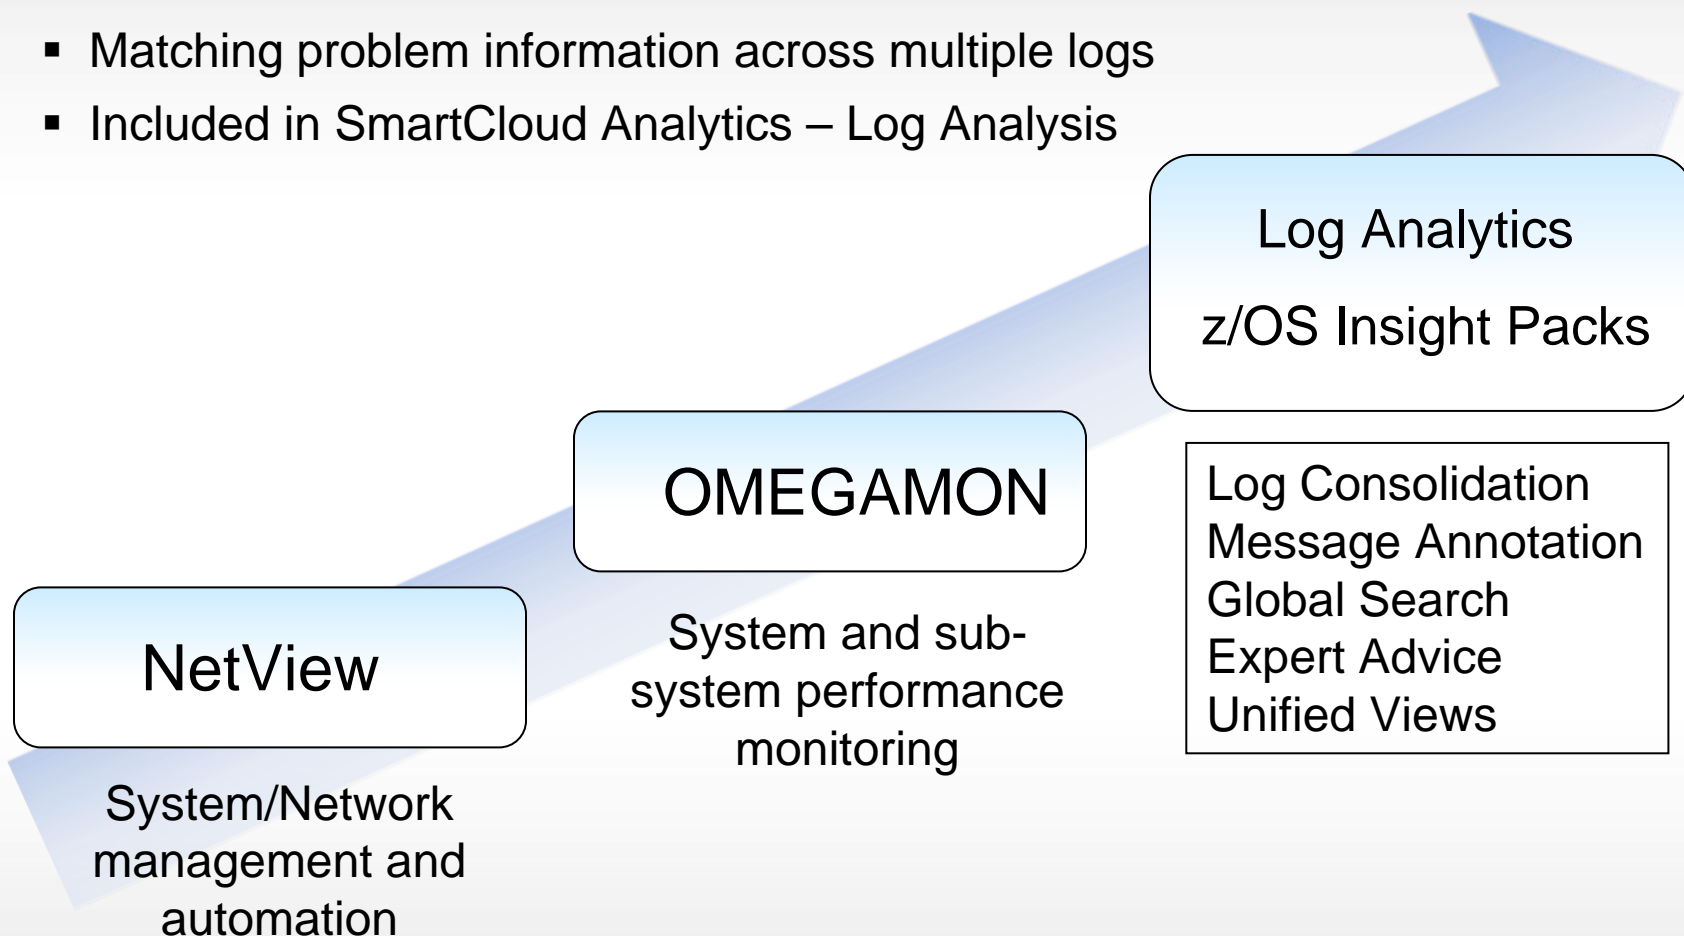 ▪ Matching problem information across multiple logs
▪ Included in SmartCloud Analytics – Log Analysis
Log Analytics
z/OS Insight Packs
OMEGAMON
Log Consolidation
Message Annotation
Global Search
Expert Advice
Unified Views
NetView
System and sub-
system performance
monitoring
System/Network
management and
automation